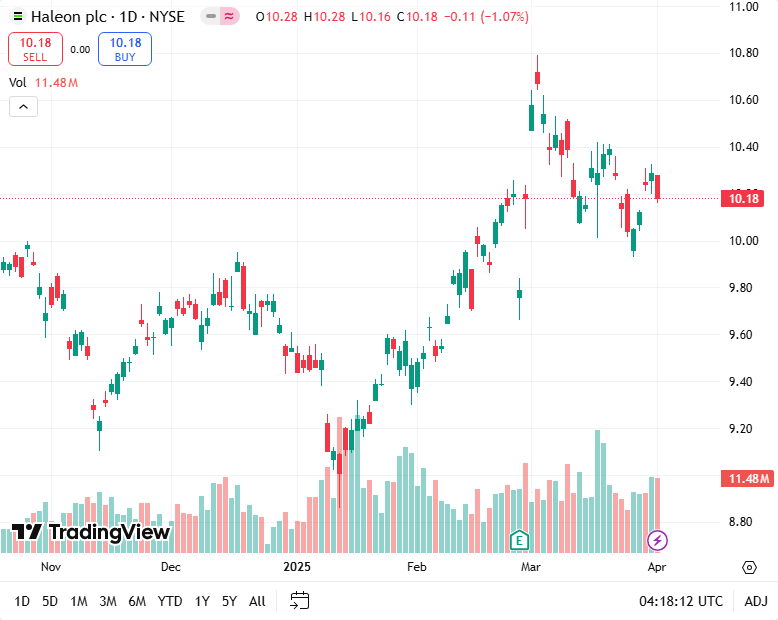 Haleon plc · 1D · NYSE O10.28 H10.28 L10.16 C10.18 −0.11 (−1.07%)
10.18 SELL 0.00 10.18 BUY
Vol 11.48M
11.00
10.80
10.60
10.40
10.18
10.00
9.80
9.60
9.40
9.20
11.48M
8.80
E
TradingView
Nov Dec 2025 Feb Mar Apr
1D 5D 1M 3M 6M YTD 1Y 5Y All 04:18:12 UTC ADJ